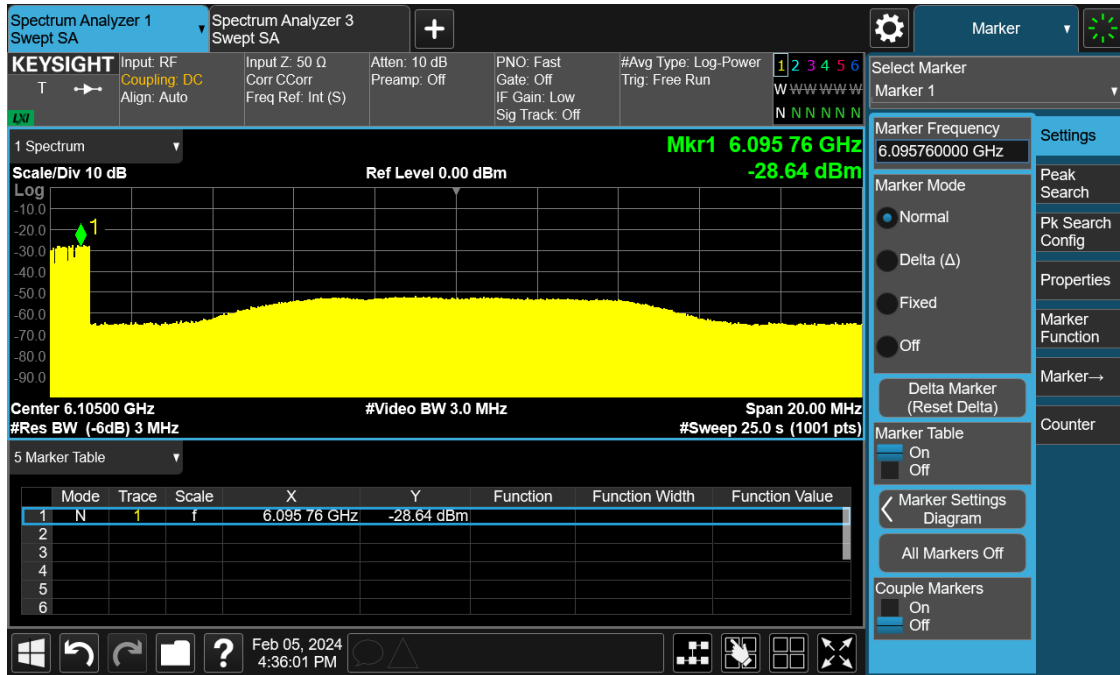 Spectrum Analyzer 1
Swept SA
Spectrum Analyzer 3
Swept SA
Marker
KEYSIGHT
T
LXI
Input: RF
Coupling: DC
Align: Auto
Input Z: 50 Ω
Corr CCorr
Freq Ref: Int (S)
Atten: 10 dB
Preamp: Off
PNO: Fast
Gate: Off
IF Gain: Low
Sig Track: Off
#Avg Type: Log-Power
Trig: Free Run
1 2 3 4 5 6
W W W W W W
N N N N N N
Select Marker
Marker 1
1 Spectrum
Mkr1 6.095 76 GHz
-28.64 dBm
Scale/Div 10 dB
Ref Level 0.00 dBm
Log
-10.0
-20.0
-30.0
-40.0
-50.0
-60.0
-70.0
-80.0
-90.0
1
Center 6.10500 GHz
#Video BW 3.0 MHz
Span 20.00 MHz
#Res BW (-6dB) 3 MHz
#Sweep 25.0 s (1001 pts)
5 Marker Table
Mode Trace Scale X Y Function Function Width Function Value
1 N 1 f 6.095 76 GHz -28.64 dBm
2
3
4
5
6
Feb 05, 2024
4:36:01 PM
Marker Frequency
6.095760000 GHz
Marker Mode
Normal
Delta (Δ)
Fixed
Off
Delta Marker
(Reset Delta)
Marker Table
On
Off
Marker Settings
Diagram
All Markers Off
Couple Markers
On
Off
Settings
Peak
Search
Pk Search
Config
Properties
Marker
Function
Marker→
Counter